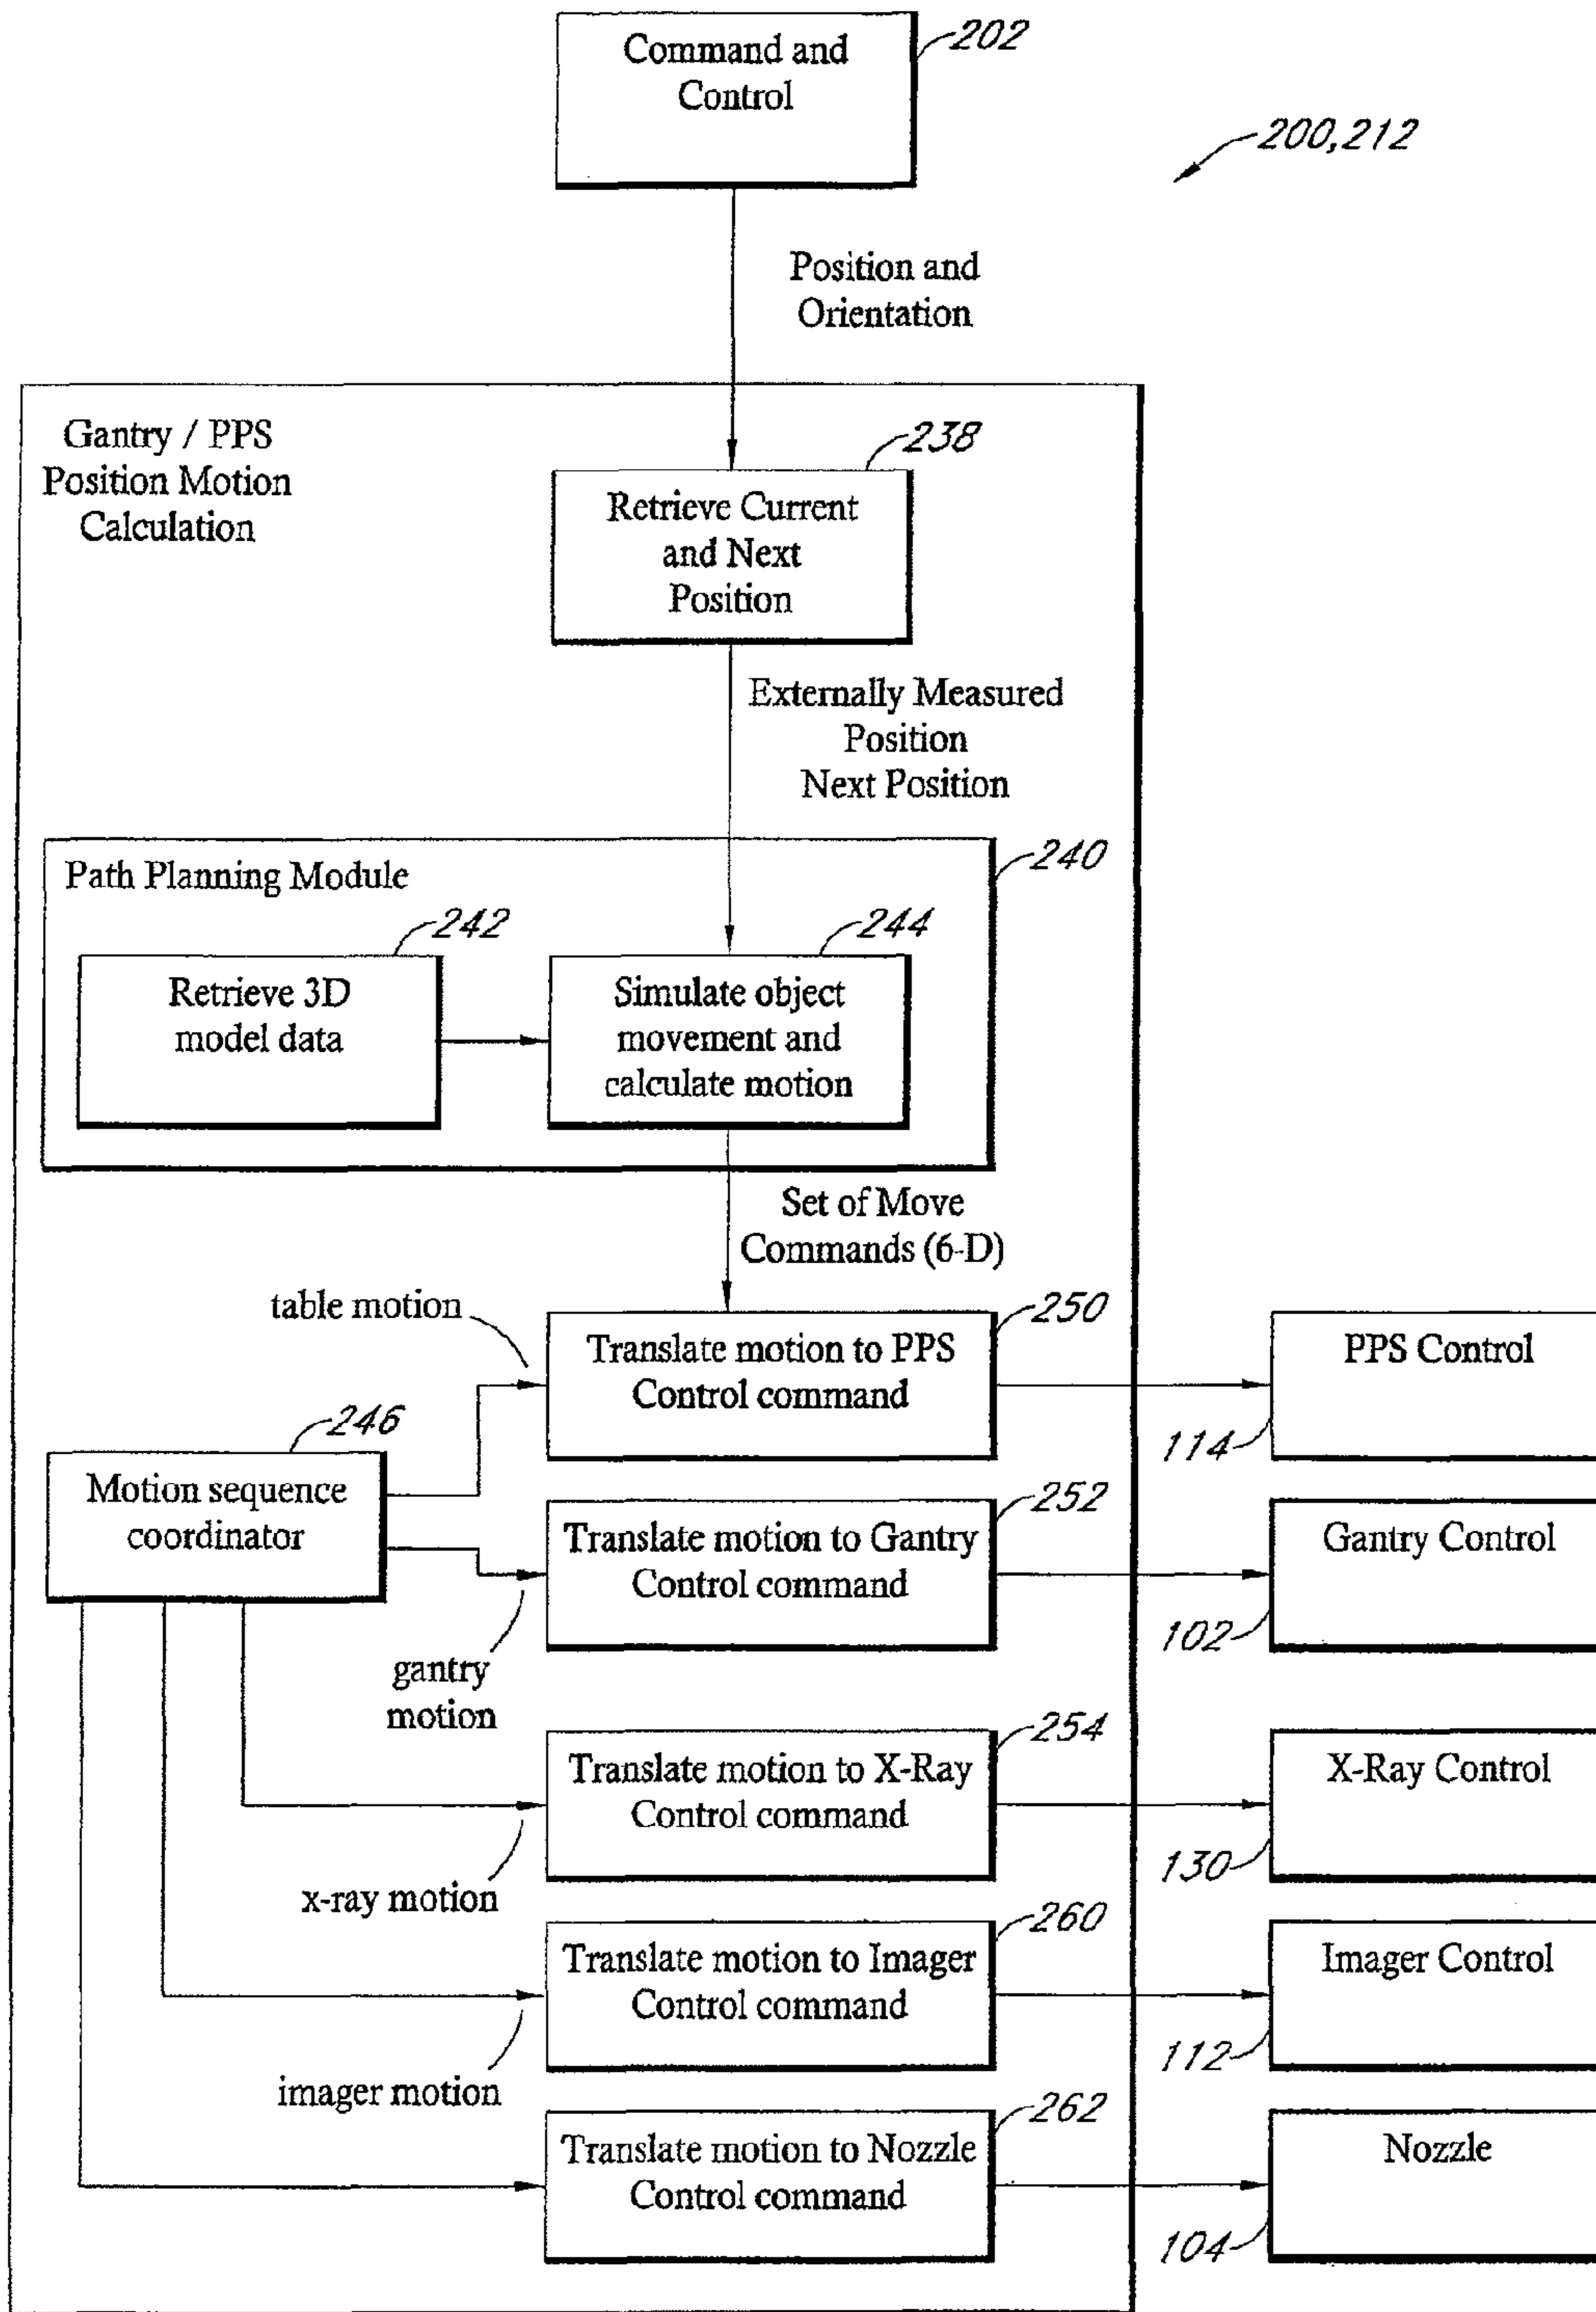 Command and
Control
202
200,212
Position and
Orientation
Gantry / PPS
Position Motion
Calculation
238
Retrieve Current
and Next
Position
Externally Measured
Position
Next Position
240
Path Planning Module
242
244
Retrieve 3D
model data
Simulate object
movement and
calculate motion
Set of Move
Commands (6-D)
table motion
250
Translate motion to PPS
Control command
PPS Control
114
246
Motion sequence
coordinator
252
Translate motion to Gantry
Control command
Gantry Control
102
gantry
motion
254
Translate motion to X-Ray
Control command
X-Ray Control
130
x-ray motion
260
Translate motion to Imager
Control command
Imager Control
112
imager motion
262
Translate motion to Nozzle
Control command
Nozzle
104